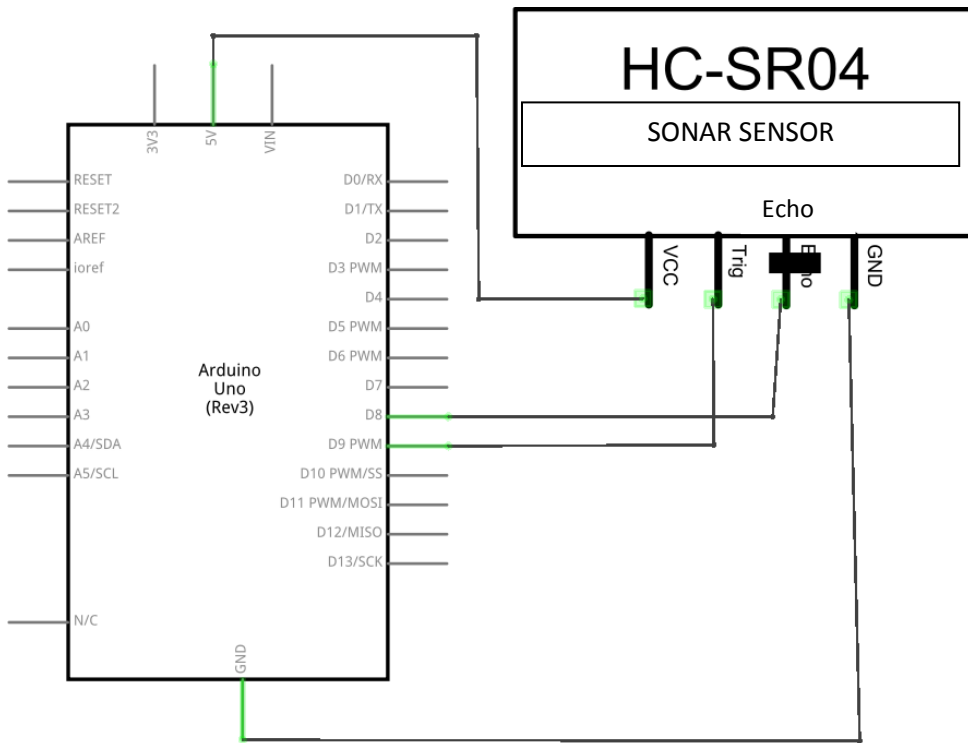 HC-SR04
SONAR SENSOR
Echo
VCC
Trig
GND
3V3
5V
VIN
RESET
RESET2
AREF
ioref
A0
A1
A2
A3
A4/SDA
A5/SCL
N/C
Arduino
Uno
(Rev3)
D0/RX
D1/TX
D2
D3 PWM
D4
D5 PWM
D6 PWM
D7
D8
D9 PWM
D10 PWM/SS
D11 PWM/MOSI
D12/MISO
D13/SCK
GND